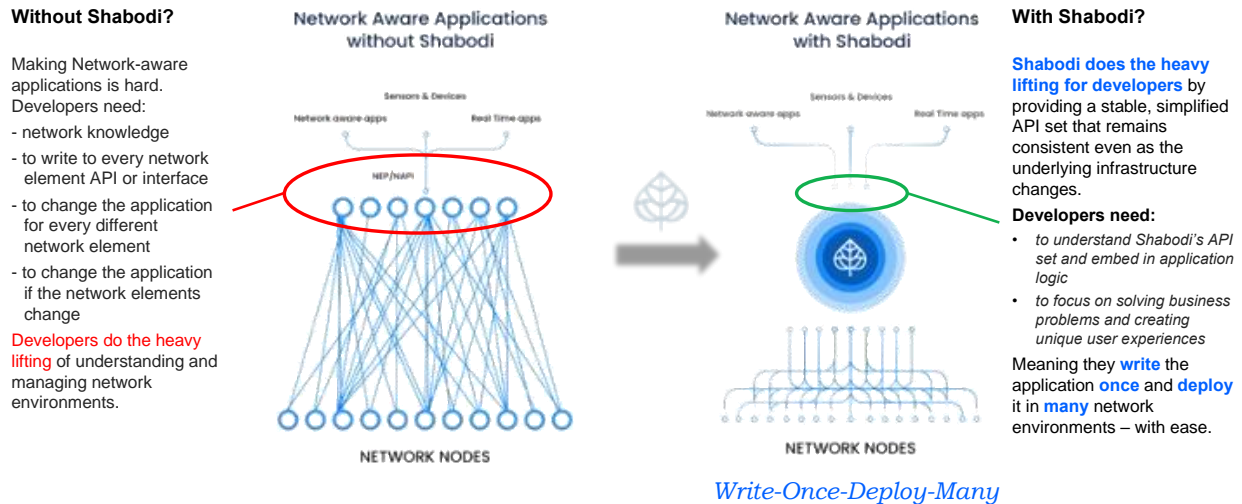 Without Shabodi?
Making Network-aware
applications is hard.
Developers need:
- network knowledge
- to write to every network
element API or interface
- to change the application
for every different
network element
- to change the application
if the network elements
change
Developers do the heavy
lifting of understanding and
managing network
environments.
Network Aware Applications
without Shabodi
Sensors & Devices
Network aware apps
Real Time apps
NEP/NAPI
NETWORK NODES
Network Aware Applications
with Shabodi
Sensors & Devices
Network aware apps
Real Time apps
NETWORK NODES
Write-Once-Deploy-Many
With Shabodi?
Shabodi does the heavy
lifting for developers by
providing a stable, simplified
API set that remains
consistent even as the
underlying infrastructure
changes.
Developers need:
• to understand Shabodi's API
set and embed in application
logic
• to focus on solving business
problems and creating
unique user experiences
Meaning they write the
application once and deploy
it in many network
environments – with ease.